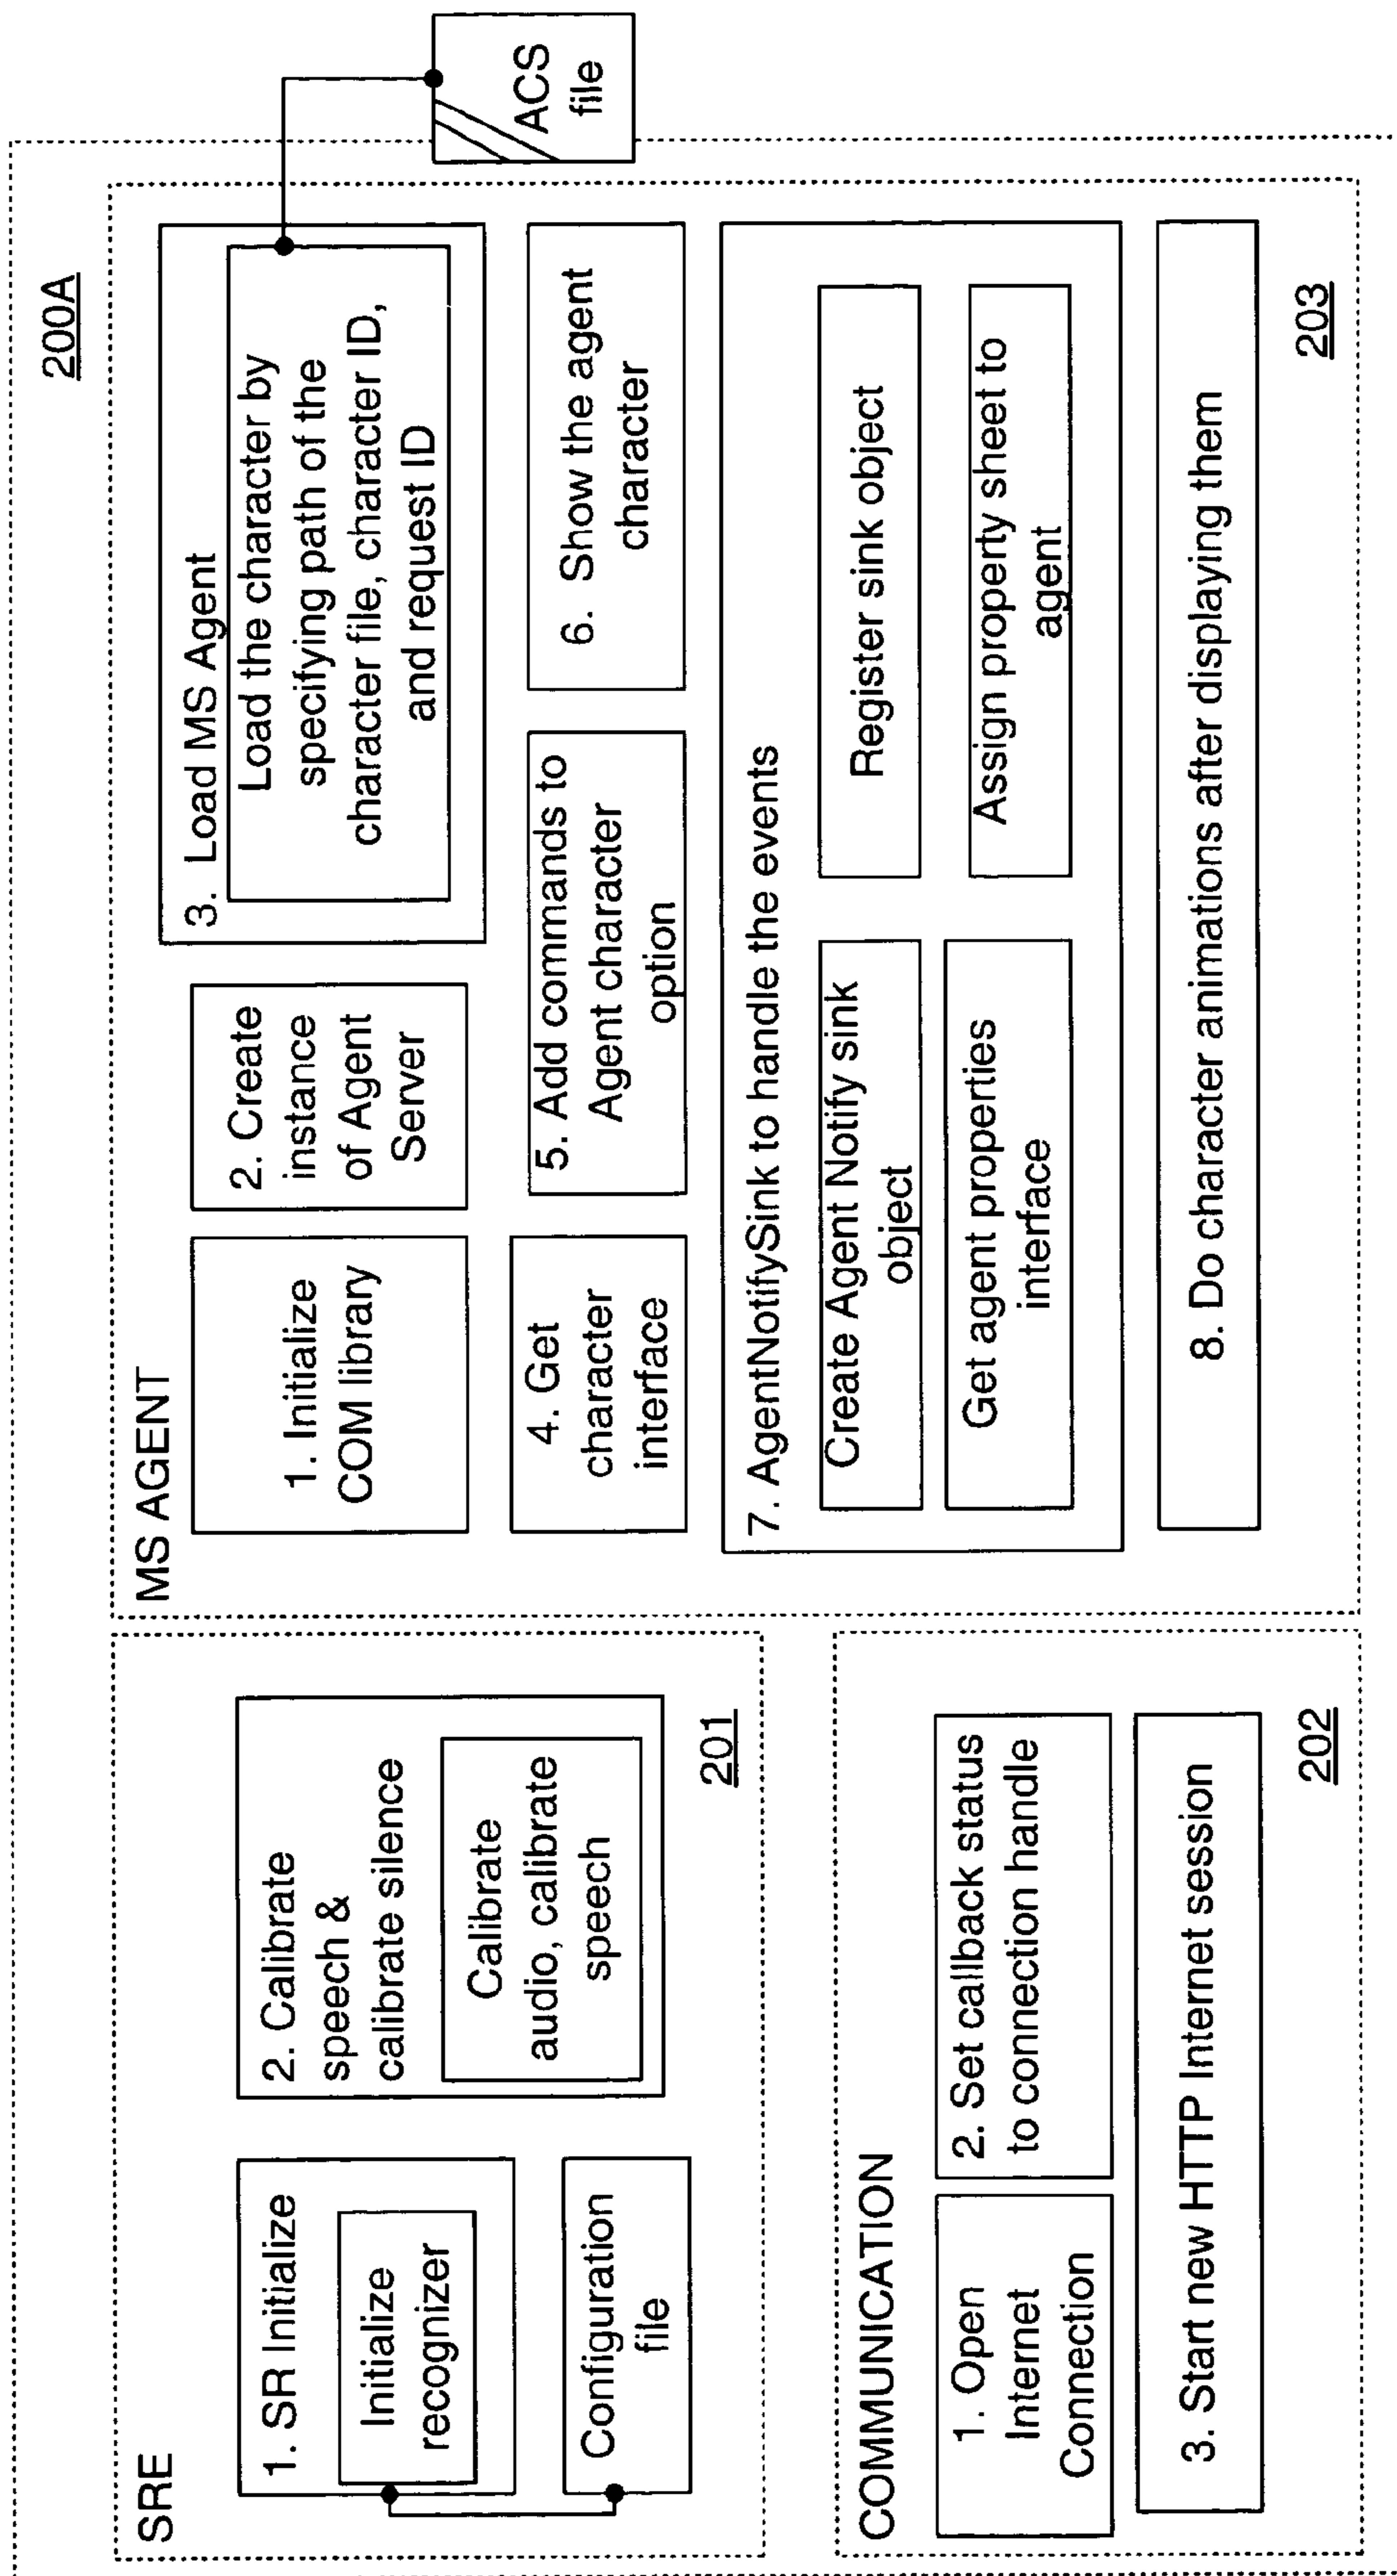 200A
SRE
1. SR Initialize
Initialize
recognizer
Configuration
file
2. Calibrate
speech &
calibrate silence
Calibrate
audio, calibrate
speech
201
COMMUNICATION
1. Open
Internet
Connection
2. Set callback status
to connection handle
3. Start new HTTP Internet session
202
MS AGENT
1. Initialize
COM library
2. Create
instance
of Agent
Server
3. Load MS Agent
Load the character by
specifying path of the
character file, character ID,
and request ID
ACS
file
4. Get
character
interface
5. Add commands to
Agent character
option
6. Show the agent
character
7. AgentNotifySink to handle the events
Create Agent Notify sink
object
Register sink object
Get agent properties
interface
Assign property sheet to
agent
8. Do character animations after displaying them
203